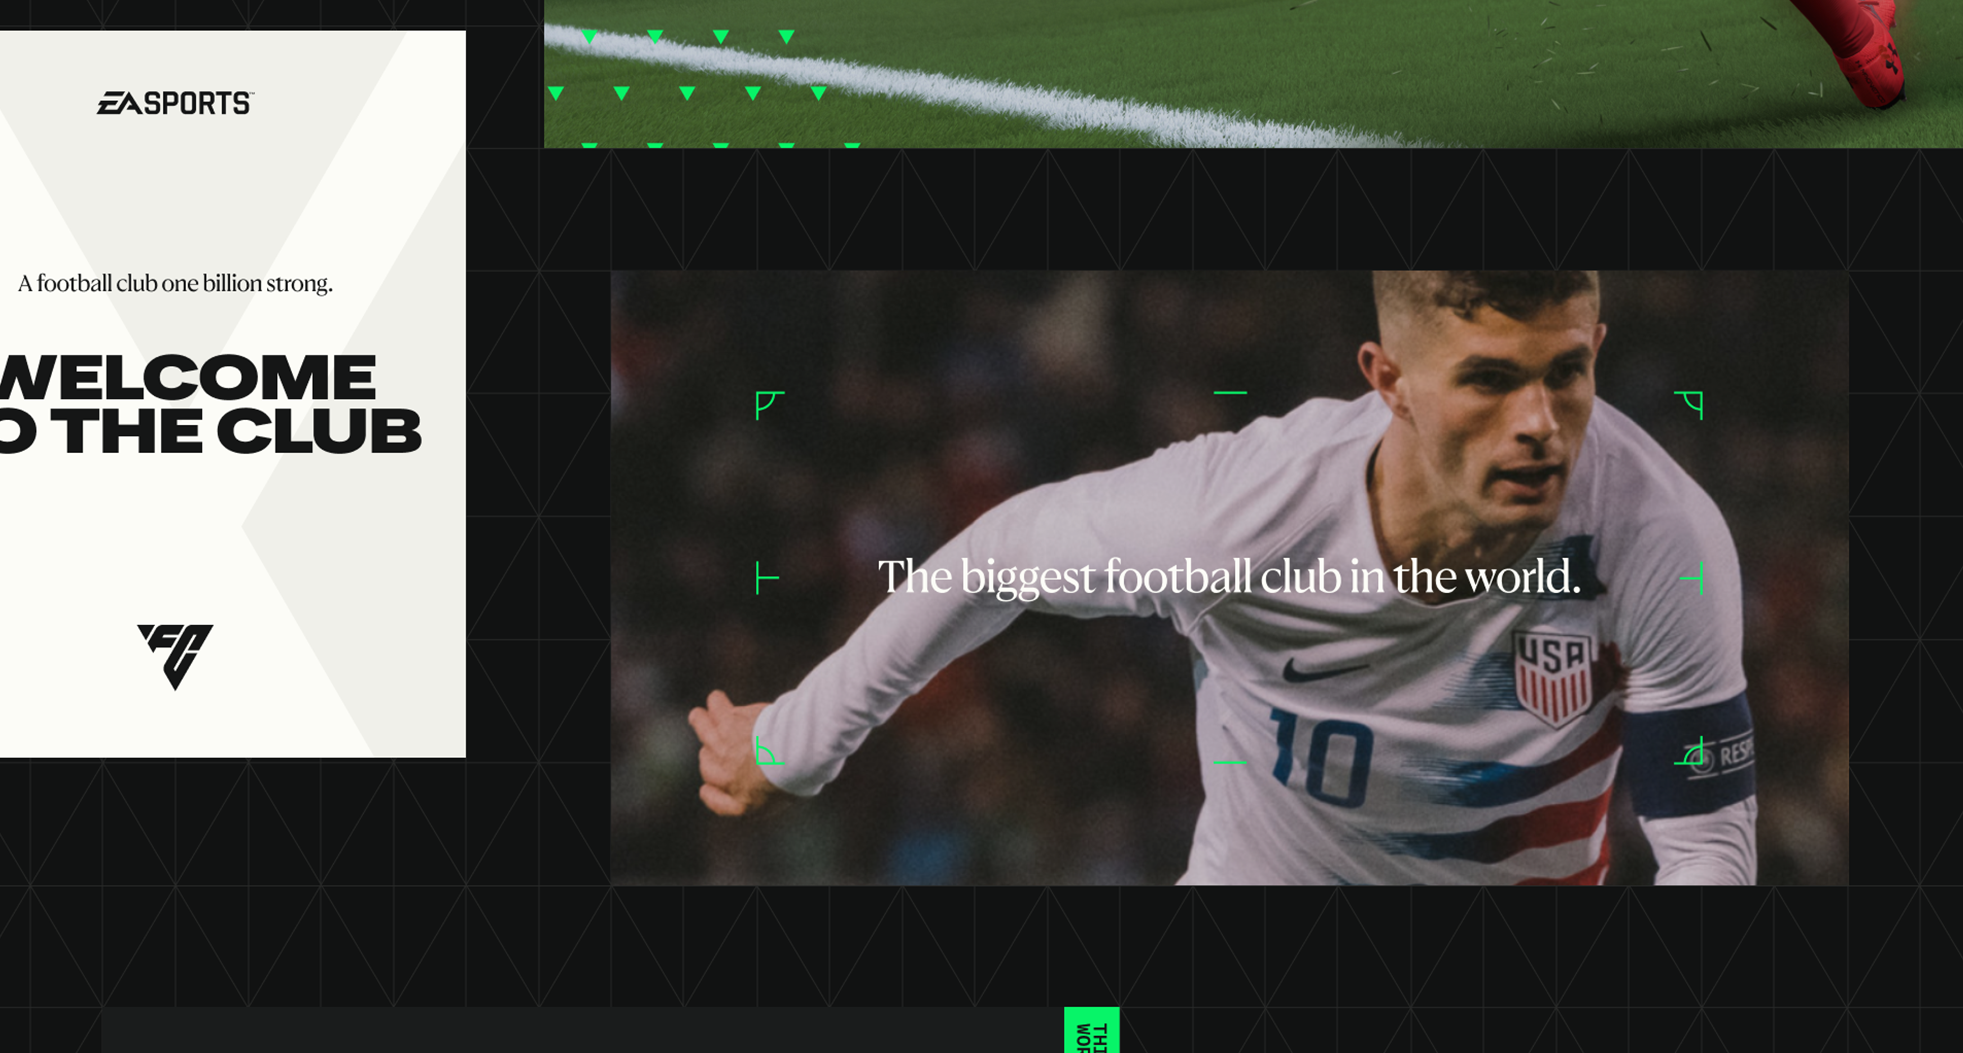 EA SPORTS™
A football club one billion strong.
WELCOME
O THE CLUB
FC
The biggest football club in the world.
USA
10
RESP
THI
WOR